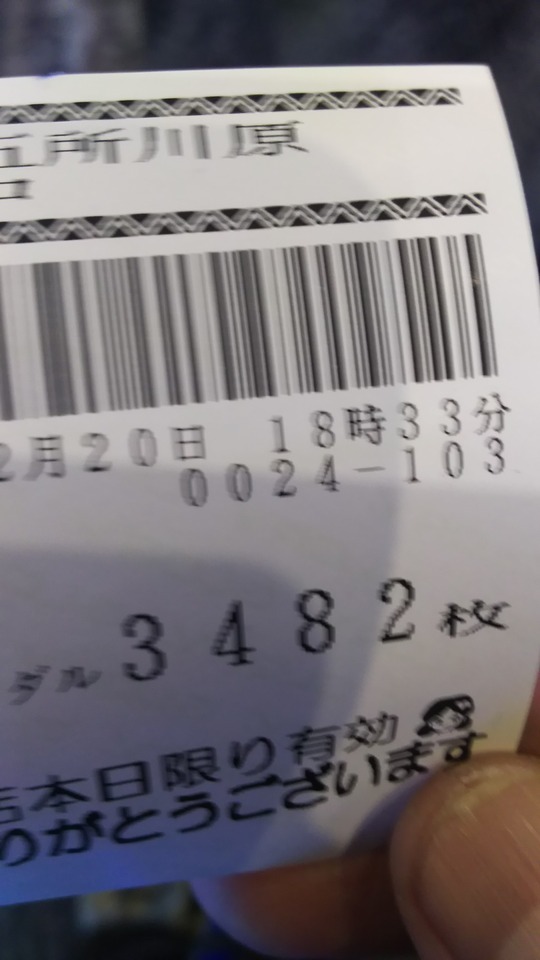 五所川原
2月20日 18時33分
0024-103
ダル 3482枚
店本日限り有効
りがとうございます